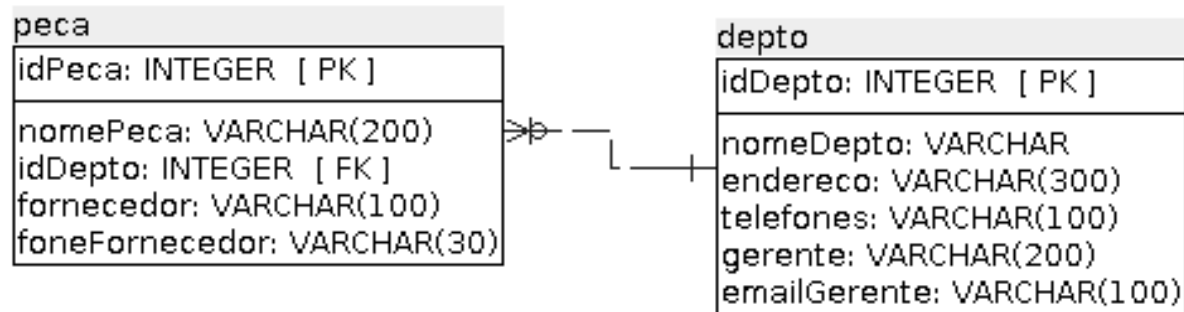 peca
idPeca: INTEGER [ PK ]
nomePeca: VARCHAR(200)
idDepto: INTEGER [ FK ]
fornecedor: VARCHAR(100)
foneFornecedor: VARCHAR(30)
depto
idDepto: INTEGER [ PK ]
nomeDepto: VARCHAR
endereco: VARCHAR(300)
telefones: VARCHAR(100)
gerente: VARCHAR(200)
emailGerente: VARCHAR(100)